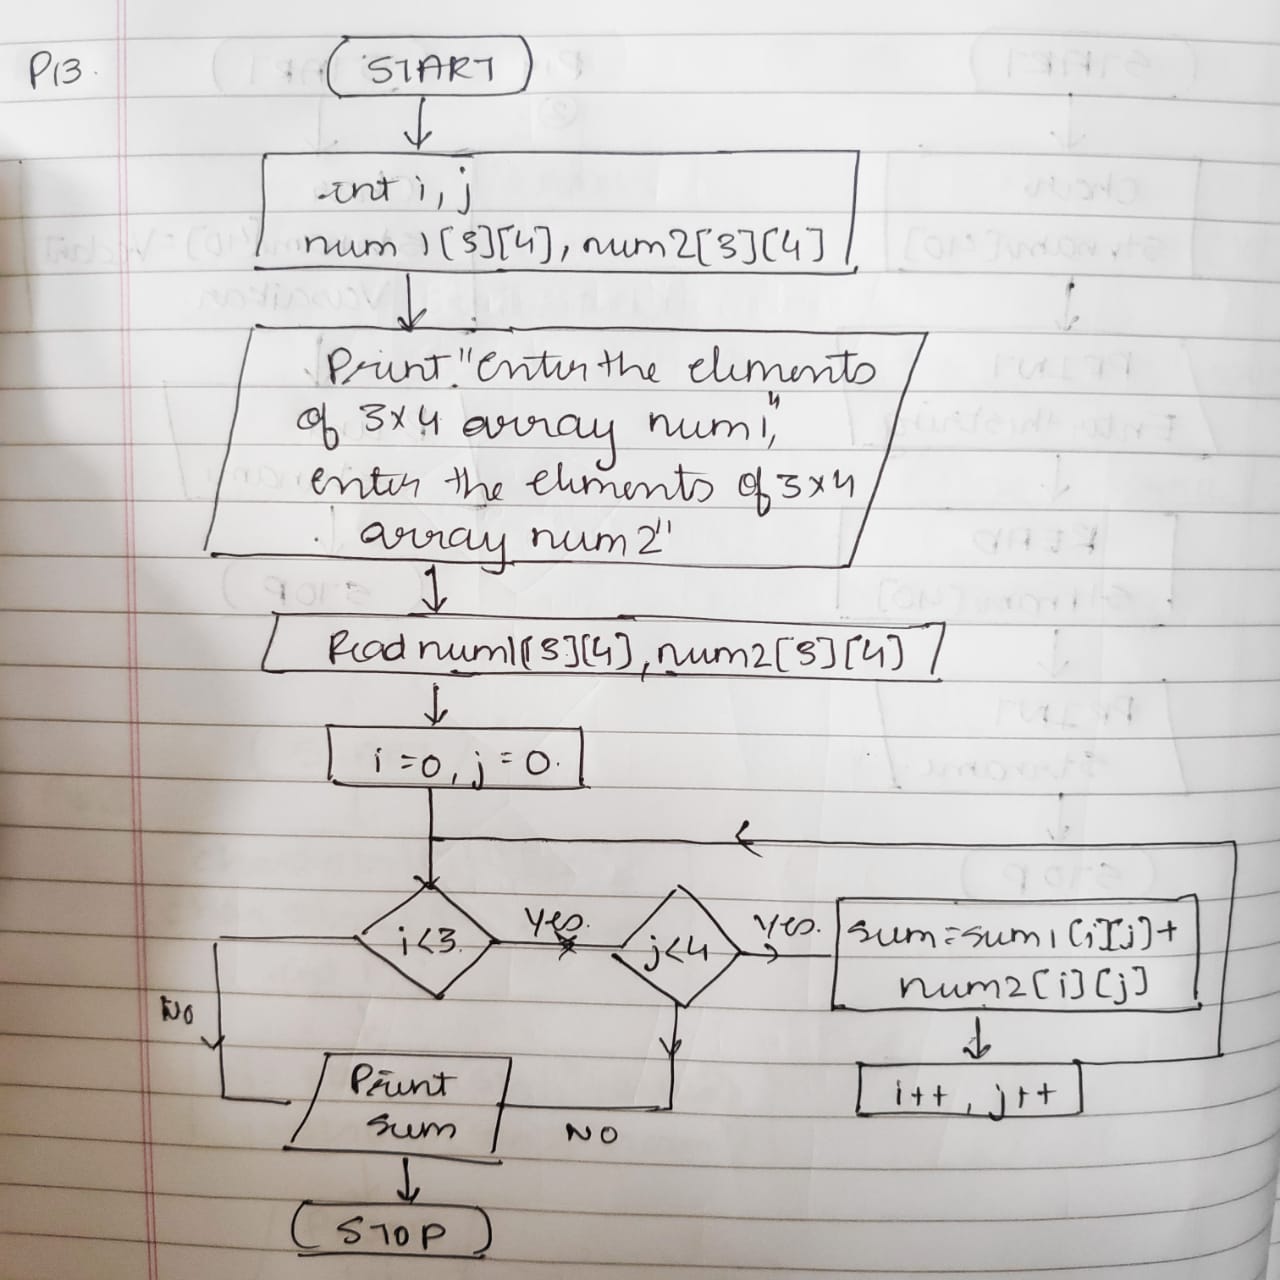 P13.
START
int i, j
num1[3][4], num2[3][4]
Print "enter the elements
of 3x4 array num1,"
enter the elements of 3x4
array num2"
Read num1[3][4], num2[3][4]
i=0, j=0.
i<3.
Yes.
j<4
Yes.
sum=sum1[i][j]+
num2[i][j]
No
Print
sum
NO
i++, j++
STOP